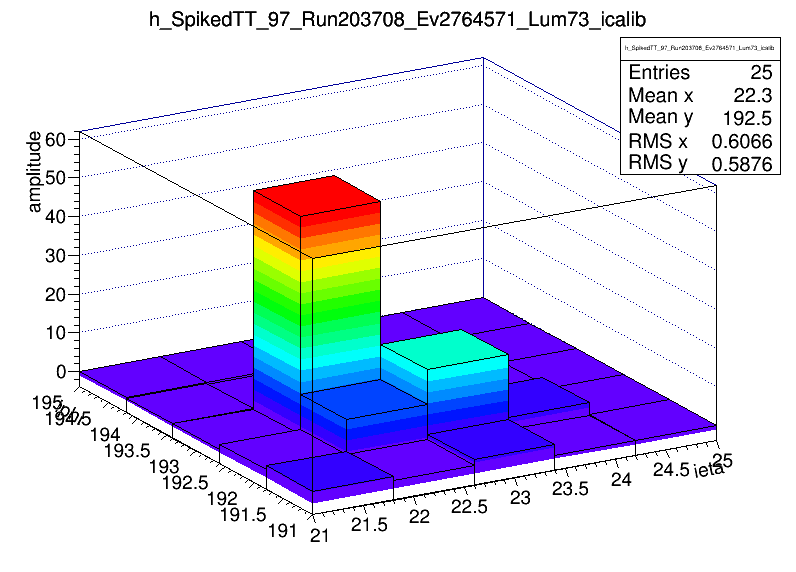 h_SpikedTT_97_Run203708_Ev2764571_Lum73_icalib
h_SpikedTT_97_Run203708_Ev2764571_Lum73_icalib
Entries 25
Mean x 22.3
Mean y 192.5
RMS x 0.6066
RMS y 0.5876
amplitude
60
50
40
30
20
10
0
195
194.5
194
193.5
193
192.5
192
191.5
191
21
21.5
22
22.5
23
23.5
24
24.5
25
ieta